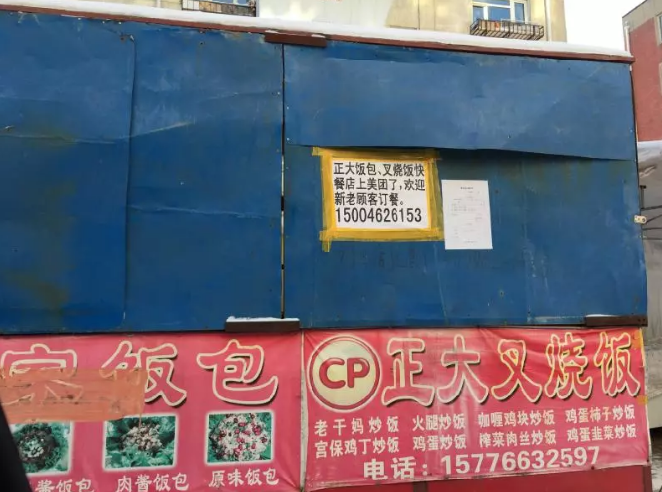 正大饭包、叉烧饭快
餐店上美团了,欢迎
新老顾客订餐。
15004626153
家饭包
酱饭包 肉酱饭包 原味饭包
CP 正大叉烧饭
老干妈炒饭 火腿炒饭 咖喱鸡块炒饭 鸡蛋柿子炒饭
宫保鸡丁炒饭 鸡蛋炒饭 榨菜肉丝炒饭 鸡蛋韭菜炒饭
电话:15776632597